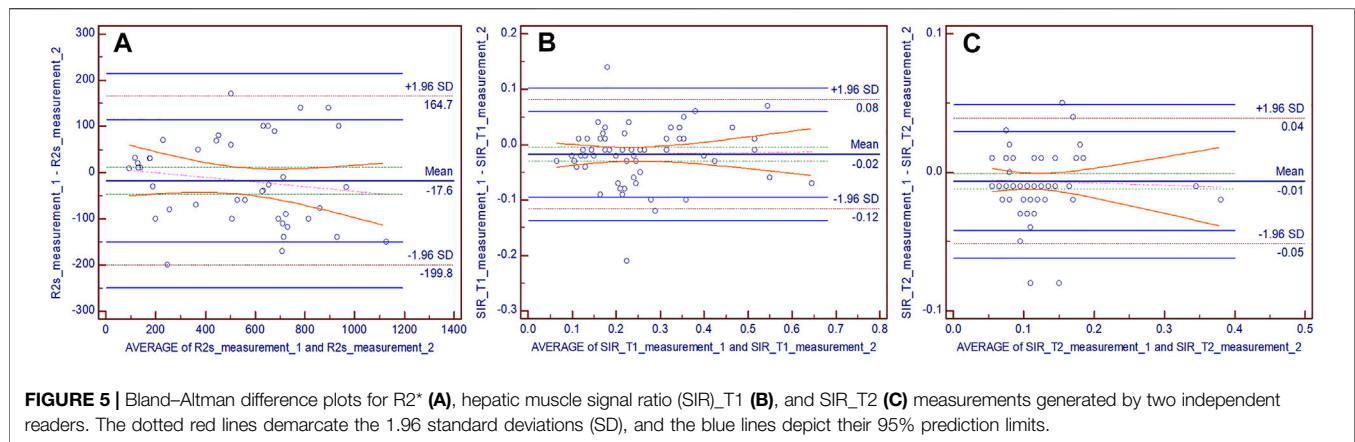 A
R2s_measurement_1 - R2s_measurement_2
300
200
100
0
-100
-200
-300
+1.96 SD
164.7
Mean
-17.6
-1.96 SD
-199.8
0
200
400
600
800
1000
1200
1400
AVERAGE of R2s_measurement_1 and R2s_measurement_2
B
SIR_T1_measurement_1 - SIR_T1_measurement_2
0.2
0.1
-0.0
-0.1
-0.2
-0.3
+1.96 SD
0.08
Mean
-0.02
-1.96 SD
-0.12
0.0
0.1
0.2
0.3
0.4
0.5
0.6
0.7
0.8
AVERAGE of SIR_T1_measurement_1 and SIR_T1_measurement_2
C
SIR_T2_measurement_1 - SIR_T2_measurement_2
0.1
0.0
-0.1
+1.96 SD
0.04
Mean
-0.01
-1.96 SD
-0.05
0.0
0.1
0.2
0.3
0.4
0.5
AVERAGE of SIR_T2_measurement_1 and SIR_T2_measurement_2
FIGURE 5 | Bland–Altman difference plots for R2* (A), hepatic muscle signal ratio (SIR)_T1 (B), and SIR_T2 (C) measurements generated by two independent
readers. The dotted red lines demarcate the 1.96 standard deviations (SD), and the blue lines depict their 95% prediction limits.